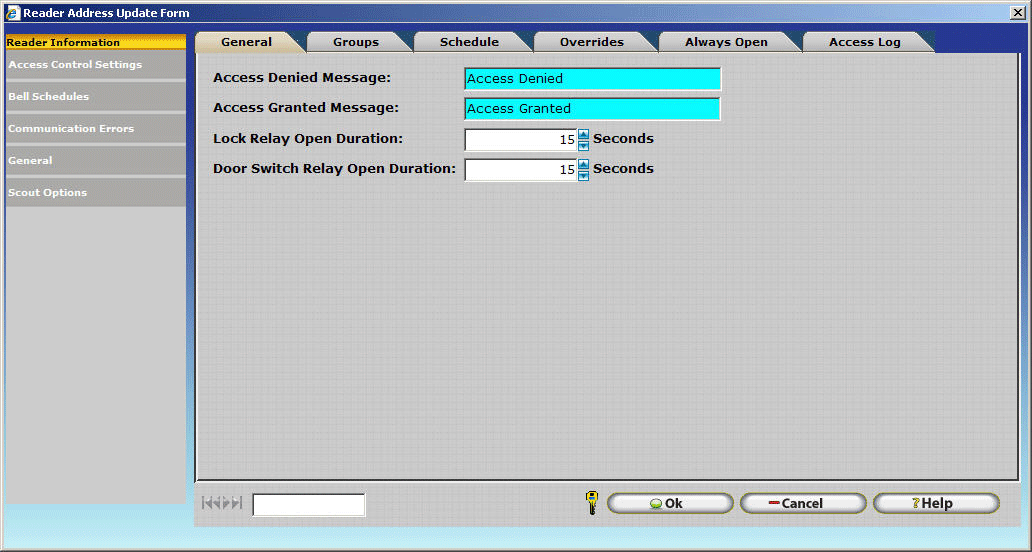 Reader Address Update Form
Reader Information
Access Control Settings
Bell Schedules
Communication Errors
General
Scout Options
General Groups Schedule Overrides Always Open Access Log
Access Denied Message: Access Denied
Access Granted Message: Access Granted
Lock Relay Open Duration: 15 Seconds
Door Switch Relay Open Duration: 15 Seconds
Ok Cancel ?Help